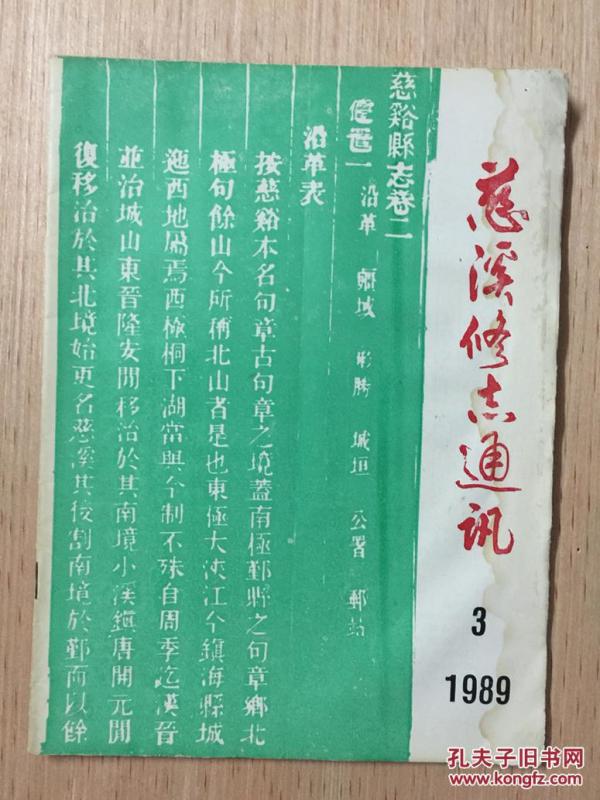 慈溪修志通讯
3
1989
慈谿縣志卷二
建置一 沿革 疆域 形勝 城垣 公署 郵站
沿革表
按慈谿本名句章古句章之境蓋南極鄞縣之句章鄉北
極句餘山今所稱北山者是也東極大浹江今鎮海縣城
迤西地屬焉西極桐下湖當與今制不殊自周季迄漢晉
並治城山東晉隆安閒移治於其南境小溪鎮唐開元閒
復移治於其北境始更名慈溪其後割南境於鄞而以餘
孔夫子旧书网
www.kongfz.com